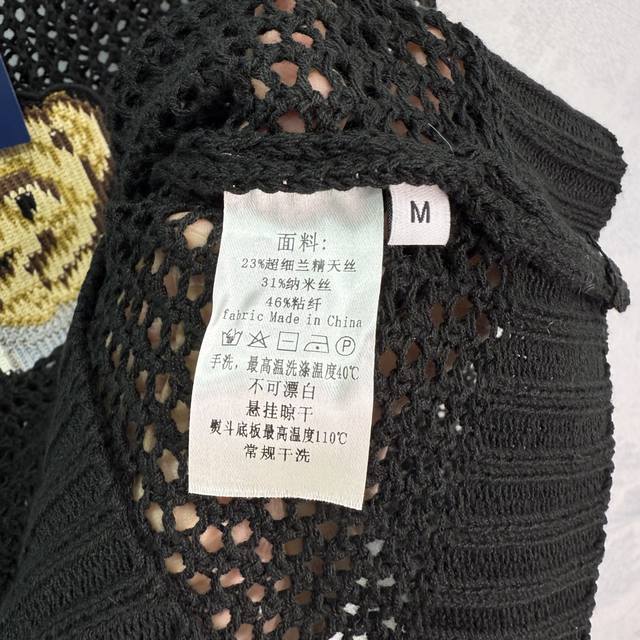 M
面料:
23%超细兰精天丝
31%纳米丝
46%粘纤
fabric Made in China
手洗，最高温洗涤温度40℃
不可漂白
悬挂晾干
熨斗底板最高温度110℃
常规干洗